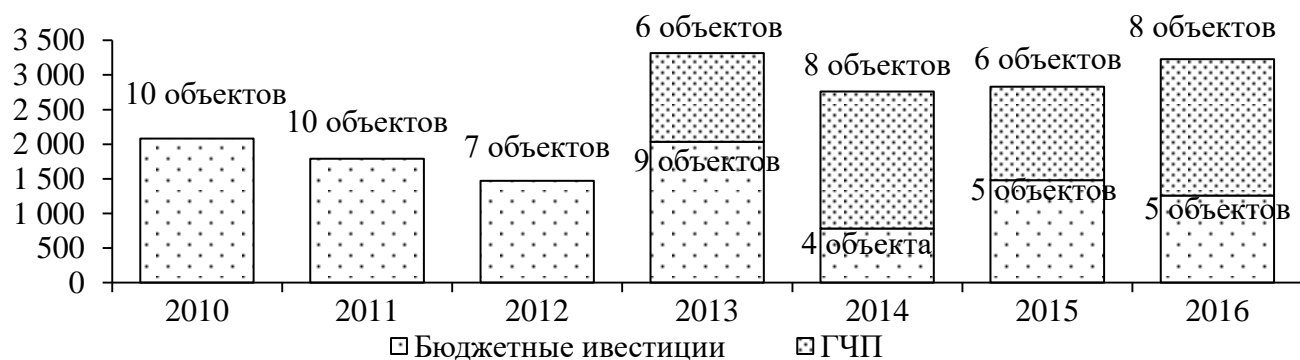 6 объектов
8 объектов
3 500
3 000
8 объектов
6 объектов
2 500
10 объектов
10 объектов
2 000
7 объектов
9 объектов
1 500
5 объектов
5 объектов
1 000
4 объекта
500
0
2010 2011 2012 2013 2014 2015 2016
Бюджетные ивестиции ГЧП